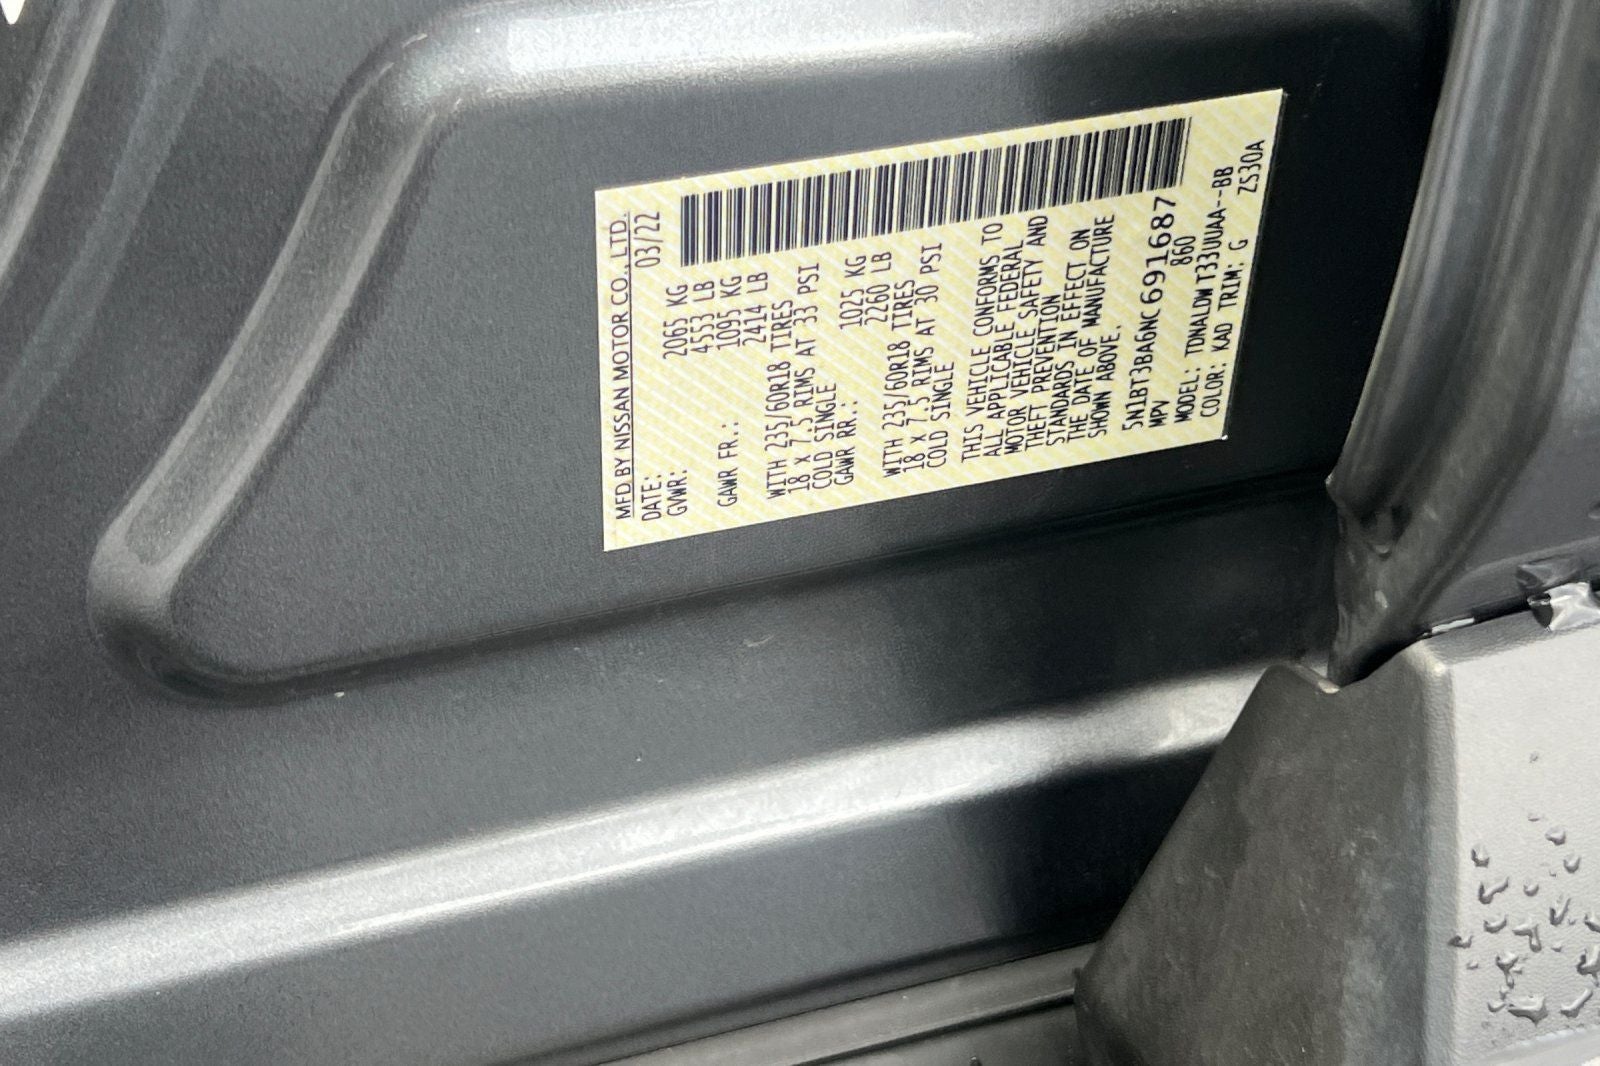 MFD. BY NISSAN MOTOR CO., LTD.
DATE: 03/22
GVWR: 2065 KG
4553 LB
GAWR FR.: 1095 KG
2414 LB
WITH 235/60R18 TIRES
18 X 7.5 RIMS AT 33 PSI
COLD SINGLE
GAWR RR.: 1025 KG
2260 LB
WITH 235/60R18 TIRES
18 X 7.5 RIMS AT 30 PSI
COLD SINGLE
THIS VEHICLE CONFORMS TO
ALL APPLICABLE FEDERAL
MOTOR VEHICLE SAFETY AND
THEFT PREVENTION
STANDARDS IN EFFECT ON
THE DATE OF MANUFACTURE
SHOWN ABOVE.
5N1BT3BA6NC691687
MPV 860
MODEL: TDNALDWT33UUAA--BB
COLOR: KAD TRIM: G ZS30A